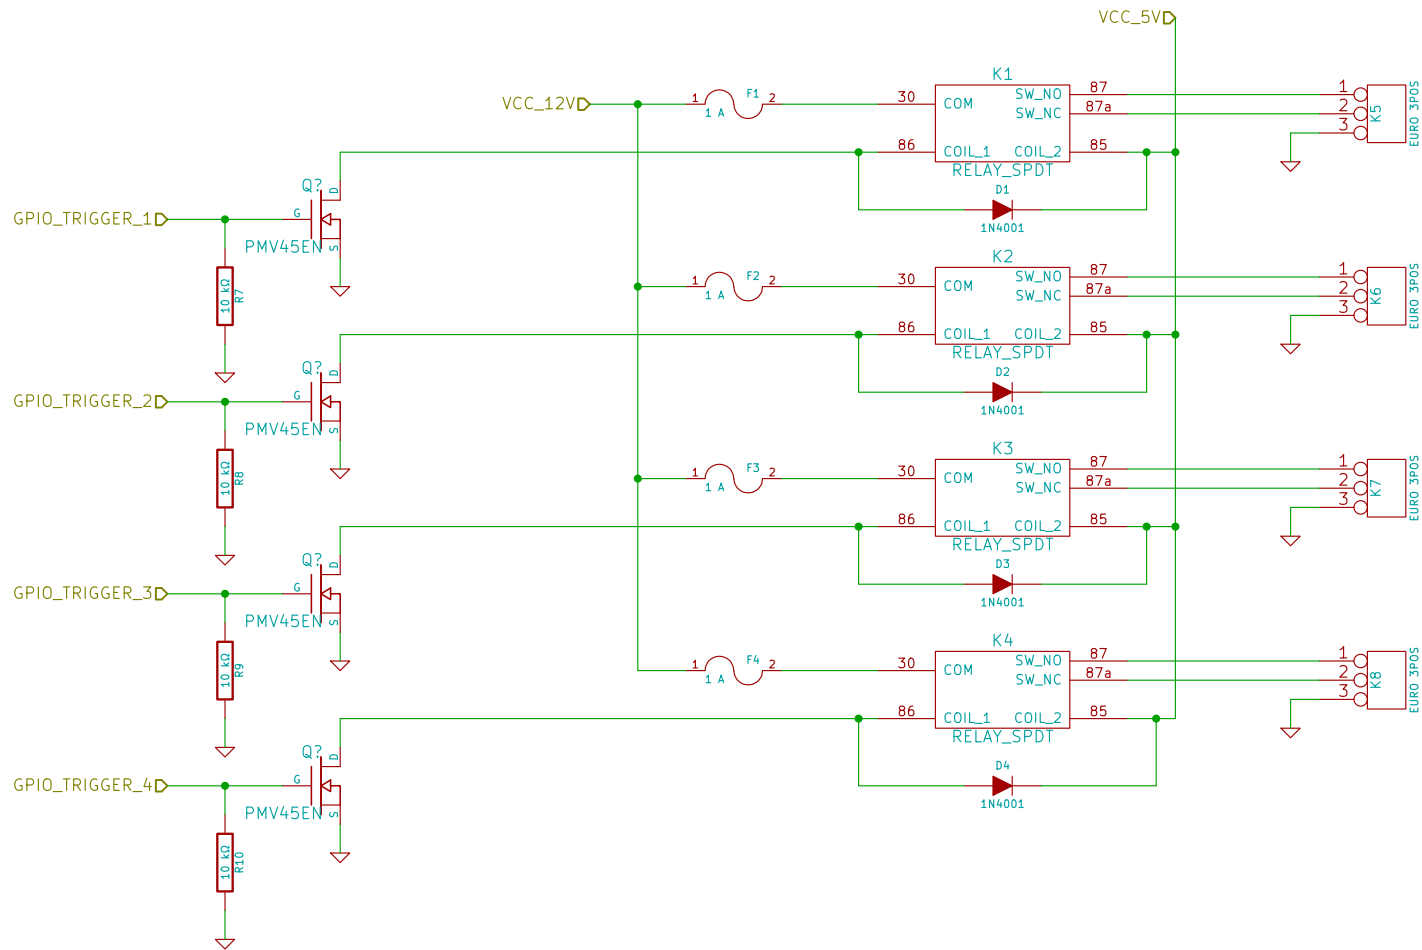 VCC_5V
VCC_12V
1 F1 2
1 A
K1
30 COM SW_NO 87
SW_NC 87a
86 COIL_1 COIL_2 85
RELAY_SPDT
D1
1N4001
1
2
3
K5
EURO 3POS
GPIO_TRIGGER_1
Q?
D
G
S
PMV45EN
10 kΩ
R7
1 F2 2
1 A
K2
30 COM SW_NO 87
SW_NC 87a
86 COIL_1 COIL_2 85
RELAY_SPDT
D2
1N4001
1
2
3
K6
EURO 3POS
GPIO_TRIGGER_2
Q?
D
G
S
PMV45EN
10 kΩ
R8
1 F3 2
1 A
K3
30 COM SW_NO 87
SW_NC 87a
86 COIL_1 COIL_2 85
RELAY_SPDT
D3
1N4001
1
2
3
K7
EURO 3POS
GPIO_TRIGGER_3
Q?
D
G
S
PMV45EN
10 kΩ
R9
1 F4 2
1 A
K4
30 COM SW_NO 87
SW_NC 87a
86 COIL_1 COIL_2 85
RELAY_SPDT
D4
1N4001
1
2
3
K8
EURO 3POS
GPIO_TRIGGER_4
Q?
D
G
S
PMV45EN
10 kΩ
R10